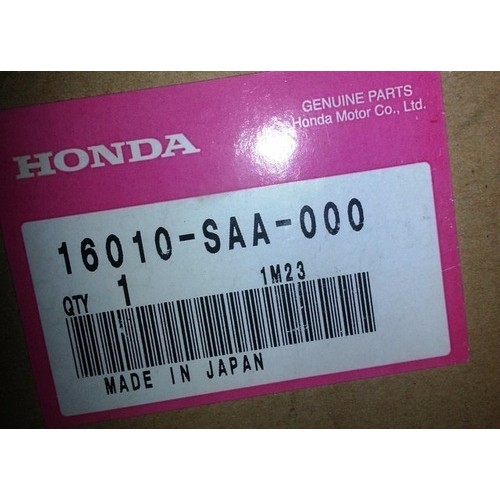 GENUINE PARTS
Honda Motor Co., Ltd.
HONDA
16010-SAA-000
QTY 1 1M23
MADE IN JAPAN